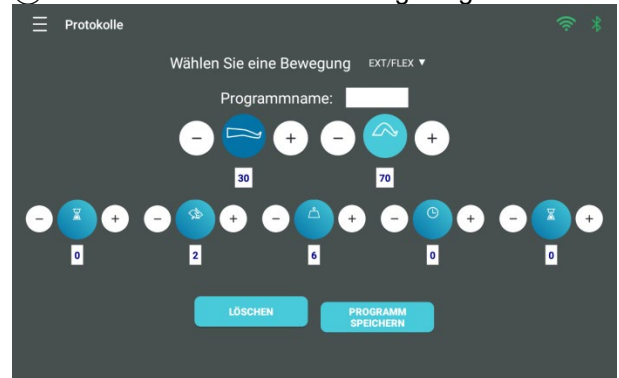 Protokolle
Wählen Sie eine Bewegung EXT/FLEX ▼
Programmname:
− + − +
30 70
− + − + − + − + − +
0 2 6 0 0
LÖSCHEN
PROGRAMM
SPEICHERN